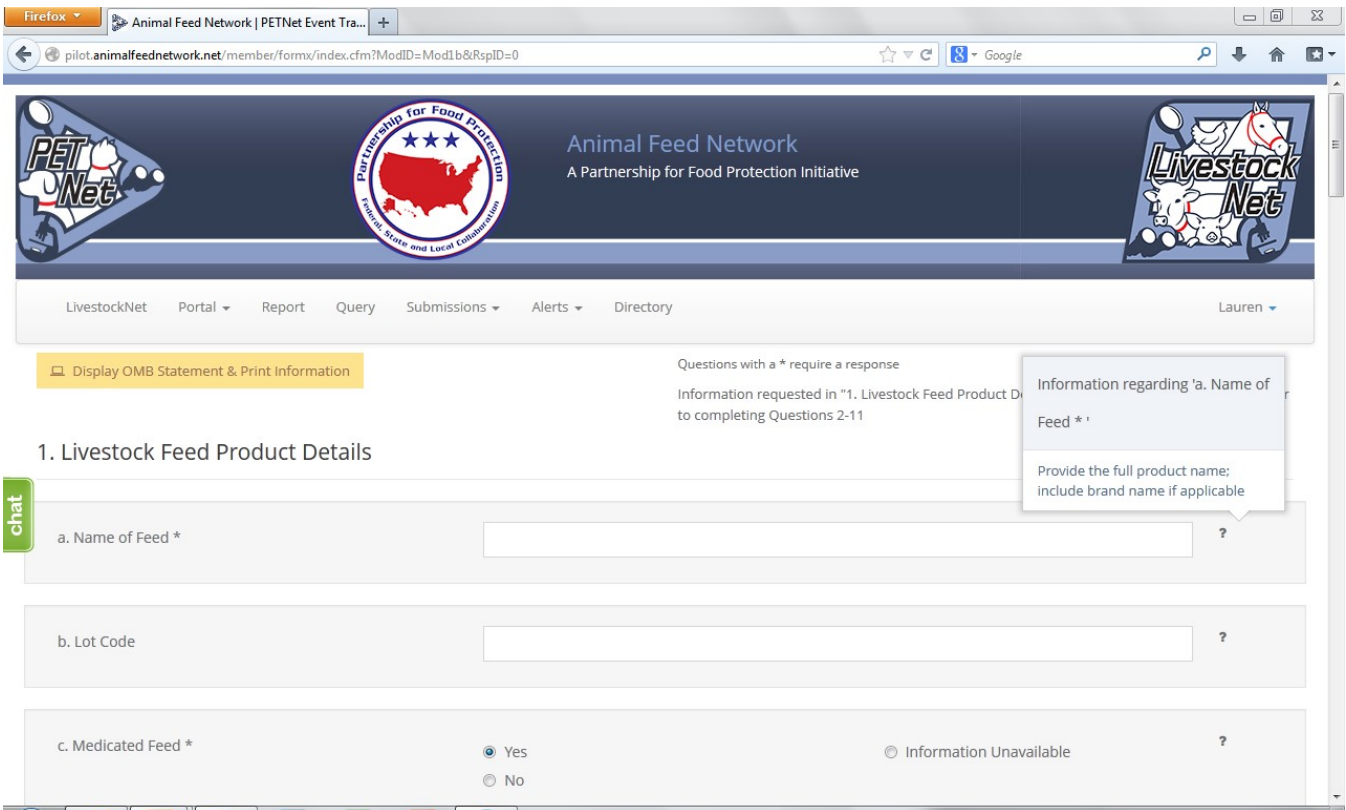 Firefox
Animal Feed Network | PETNet Event Tra...
pilot.animalfeednetwork.net/member/formx/index.cfm?ModID=Mod1b&RspID=0
Google
PET
Net
Partnership for Food Protection
Federal, State and Local Collaboration
Animal Feed Network
A Partnership for Food Protection Initiative
Livestock
Net
LivestockNet Portal Report Query Submissions Alerts Directory Lauren
Display OMB Statement & Print Information
Questions with a * require a response
Information requested in "1. Livestock Feed Product D
to completing Questions 2-11
Information regarding 'a. Name of
Feed * '
Provide the full product name;
include brand name if applicable
1. Livestock Feed Product Details
chat
a. Name of Feed * ?
b. Lot Code ?
c. Medicated Feed * ?
Yes Information Unavailable
No